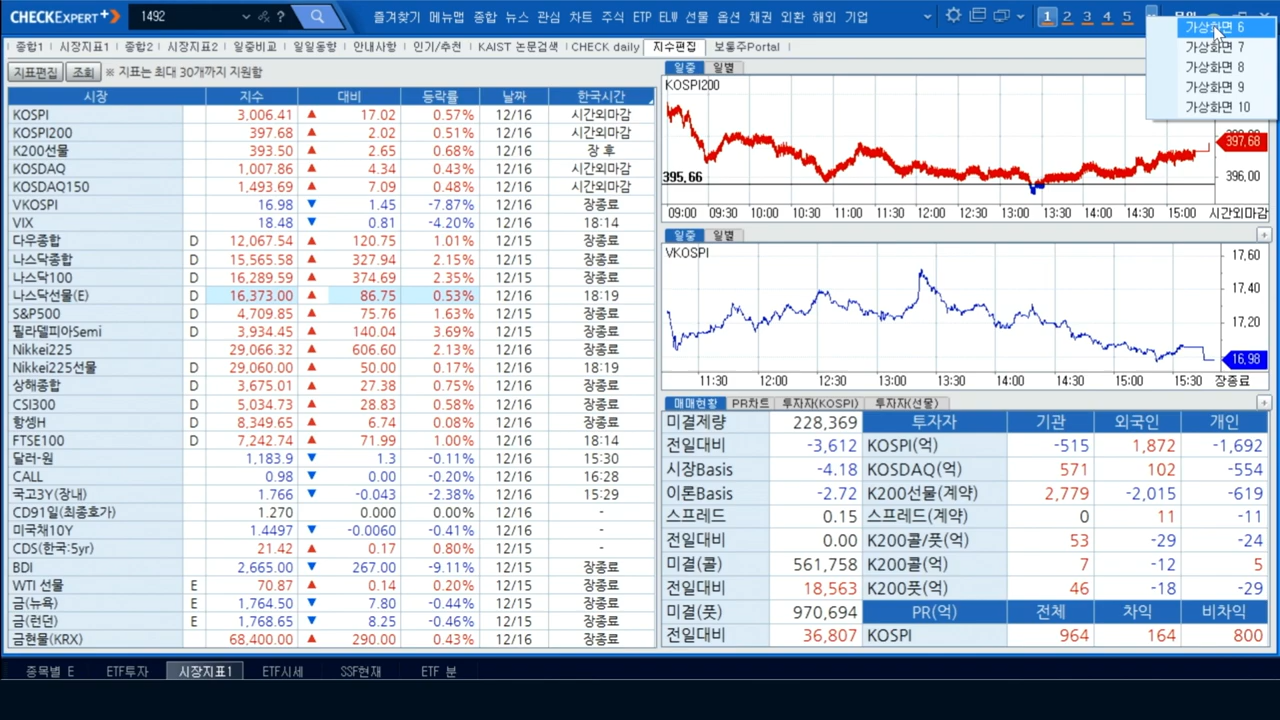 CHECKEXPERT+ 1492 ? 즐겨찾기 메뉴맵 종합 뉴스 관심 차트 주식 ETP ELW 선물 옵션 채권 외환 해외 기업 1 2 3 4 5
종합1 시장지표1 종합2 시장지표2 일중비교 일일동향 안내사항 인기/추천 KAIST 논문검색 CHECK daily 지수편집 보통주Portal
가상화면 6
가상화면 7
가상화면 8
가상화면 9
가상화면 10
지표편집 조회 ※ 지표는 최대 30개까지 지원함
시장 지수 대비 등락률 날짜 한국시간
KOSPI 3,006.41 ▲ 17.02 0.57% 12/16 시간외마감
KOSPI200 397.68 ▲ 2.02 0.51% 12/16 시간외마감
K200선물 393.50 ▲ 2.65 0.68% 12/16 장 후
KOSDAQ 1,007.86 ▲ 4.34 0.43% 12/16 시간외마감
KOSDAQ150 1,493.69 ▲ 7.09 0.48% 12/16 시간외마감
VKOSPI 16.98 ▼ 1.45 -7.87% 12/16 장종료
VIX 18.48 ▼ 0.81 -4.20% 12/16 18:14
다우종합 D 12,067.54 ▲ 120.75 1.01% 12/15 장종료
나스닥종합 D 15,565.58 ▲ 327.94 2.15% 12/15 장종료
나스닥100 D 16,289.59 ▲ 374.69 2.35% 12/15 장종료
나스닥선물(E) D 16,373.00 ▲ 86.75 0.53% 12/16 18:19
S&P500 D 4,709.85 ▲ 75.76 1.63% 12/15 장종료
필라델피아Semi D 3,934.45 ▲ 140.04 3.69% 12/15 장종료
Nikkei225 29,066.32 ▲ 606.60 2.13% 12/16 장종료
Nikkei225선물 D 29,060.00 ▲ 50.00 0.17% 12/16 18:19
상해종합 D 3,675.01 ▲ 27.38 0.75% 12/16 장종료
CSI300 D 5,034.73 ▲ 28.83 0.58% 12/16 장종료
항셍H D 8,349.65 ▲ 6.74 0.08% 12/16 장종료
FTSE100 D 7,242.74 ▲ 71.99 1.00% 12/16 18:14
달러-원 1,183.9 ▼ 1.3 -0.11% 12/16 15:30
CALL 0.98 ▼ 0.00 -0.20% 12/16 16:28
국고3Y(장내) 1.766 ▼ -0.043 -2.38% 12/16 15:29
CD91일(최종호가) 1.270 0.000 0.00% 12/16 -
미국채10Y 1.4497 ▼ -0.0060 -0.41% 12/16 -
CDS(한국:5yr) 21.42 ▲ 0.17 0.80% 12/15 -
BDI 2,665.00 ▼ 267.00 -9.11% 12/15 장종료
WTI 선물 E 70.87 ▲ 0.14 0.20% 12/15 장종료
금(뉴욕) E 1,764.50 ▼ 7.80 -0.44% 12/15 장종료
금(런던) E 1,768.65 ▼ 8.25 -0.46% 12/15 장종료
금현물(KRX) 68,400.00 ▲ 290.00 0.43% 12/16 장종료
일중 일별
KOSPI200
397,68
395,66
396,00
09:00 09:30 10:00 10:30 11:00 11:30 12:30 13:00 13:30 14:00 14:30 15:00 시간외마감
일중 일별
VKOSPI
17,60
17,40
17,20
16,98
11:30 12:00 12:30 13:00 13:30 14:00 14:30 15:00 15:30 장종료
매매현황 PR차트 투자자(KOSPI) 투자자(선물)
미결제량 228,369 투자자 기관 외국인 개인
전일대비 -3,612 KOSPI(억) -515 1,872 -1,692
시장Basis -4.18 KOSDAQ(억) 571 102 -554
이론Basis -2.72 K200선물(계약) 2,779 -2,015 -619
스프레드 0.15 스프레드(계약) 0 11 -11
전일대비 0.00 K200콜/풋(억) 53 -29 -24
미결(콜) 561,758 K200콜(억) 7 -12 5
전일대비 18,563 K200풋(억) 46 -18 -29
미결(풋) 970,694 PR(억) 전체 차익 비차익
전일대비 36,807 KOSPI 964 164 800
종목별 E ETF투자 시장지표1 ETF시세 SSF현재 ETF 분